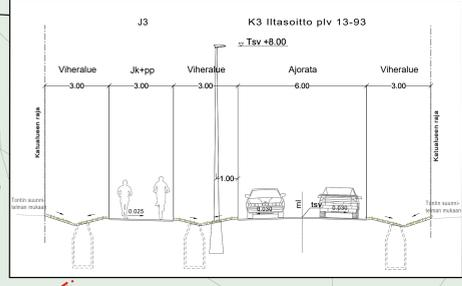 J3 K3 Iltasoitto plv 13-93
Tsv +8.00
Viheralue Jk+pp Viheralue Ajorata Viheralue
3.00 3.00 3.00 6.00 3.00
Katualueen raja
Katualueen raja
1.00
Tontin suunni-
telman mukaan
Tontin suunni-
telman mukaan
0.025 0.030 ml tsv 0.030